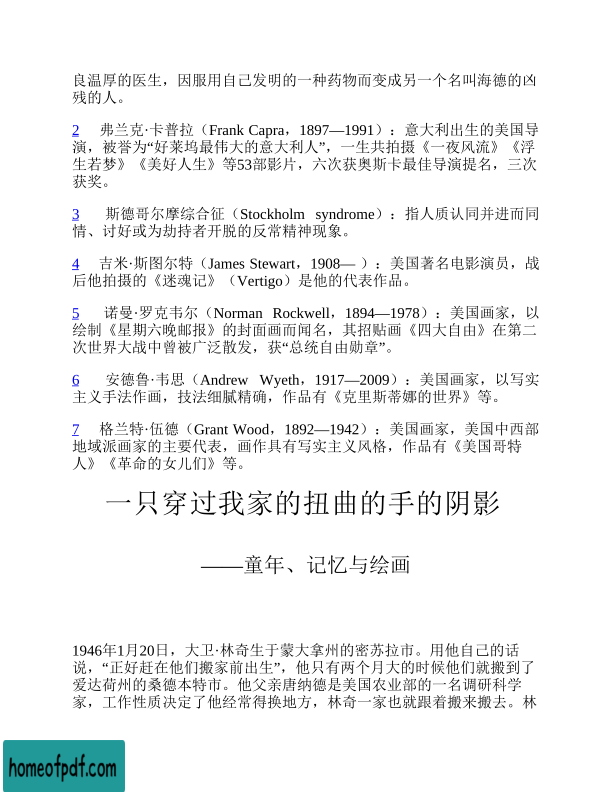 良温厚的医生，因服用自己发明的一种药物而变成另一个名叫海德的凶
残的人。
2 弗兰克·卡普拉（Frank Capra，1897—1991）：意大利出生的美国导
演，被誉为“好莱坞最伟大的意大利人”，一生共拍摄《一夜风流》《浮
生若梦》《美好人生》等53部影片，六次获奥斯卡最佳导演提名，三次
获奖。
3 斯德哥尔摩综合征（Stockholm syndrome）：指人质认同并进而同
情、讨好或为劫持者开脱的反常精神现象。
4 吉米·斯图尔特（James Stewart，1908— ）：美国著名电影演员，战
后他拍摄的《迷魂记》（Vertigo）是他的代表作品。
5 诺曼·罗克韦尔（Norman Rockwell，1894—1978）：美国画家，以
绘制《星期六晚邮报》的封面画而闻名，其招贴画《四大自由》在第二
次世界大战中曾被广泛散发，获“总统自由勋章”。
6 安德鲁·韦思（Andrew Wyeth，1917—2009）：美国画家，以写实
主义手法作画，技法细腻精确，作品有《克里斯蒂娜的世界》等。
7 格兰特·伍德（Grant Wood，1892—1942）：美国画家，美国中西部
地域派画家的主要代表，画作具有写实主义风格，作品有《美国哥特
人》《革命的女儿们》等。
一只穿过我家的扭曲的手的阴影
——童年、记忆与绘画
1946年1月20日，大卫·林奇生于蒙大拿州的密苏拉市。用他自己的话
说，“正好赶在他们搬家前出生”，他只有两个月大的时候他们就搬到了
爱达荷州的桑德本特市。他父亲唐纳德是美国农业部的一名调研科学
家，工作性质决定了他经常得换地方，林奇一家也就跟着搬来搬去。林
homeofpdf.com